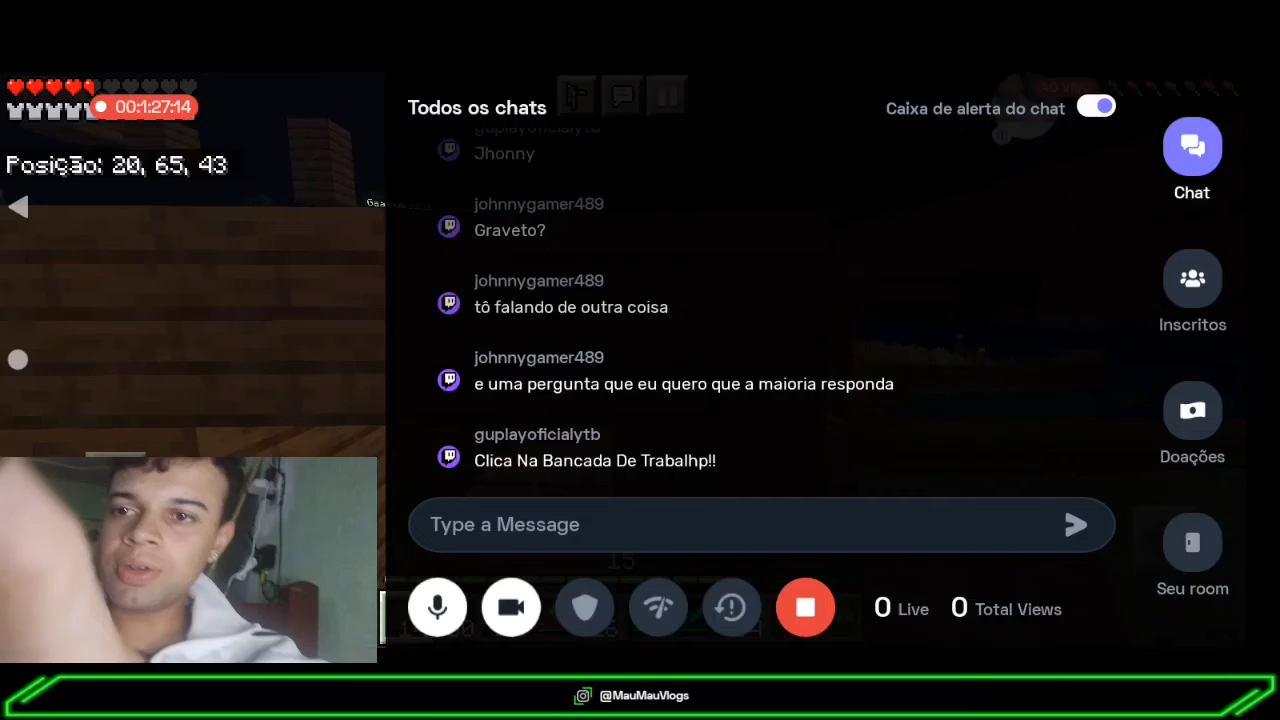 00:1:27:14
Posição: 20, 65, 43
Todos os chats
Caixa de alerta do chat
guplayoficialytb
Jhonny
johnnygamer489
Graveto?
johnnygamer489
tô falando de outra coisa
johnnygamer489
e uma pergunta que eu quero que a maioria responda
guplayoficialytb
Clica Na Bancada De Trabalhp!!
Type a Message
15
0 Live 0 Total Views
Chat
Inscritos
Doações
Seu room
@MauMauVlogs